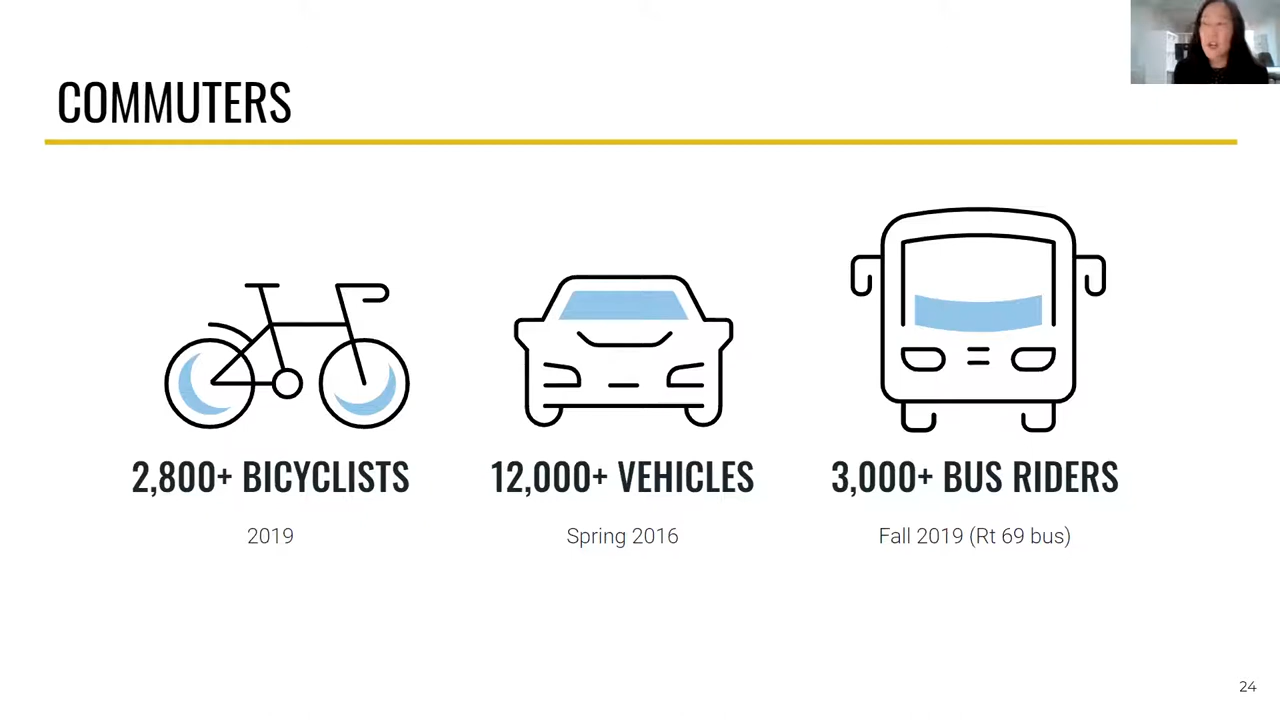 COMMUTERS
2,800+ BICYCLISTS
2019
12,000+ VEHICLES
Spring 2016
3,000+ BUS RIDERS
Fall 2019 (Rt 69 bus)
24